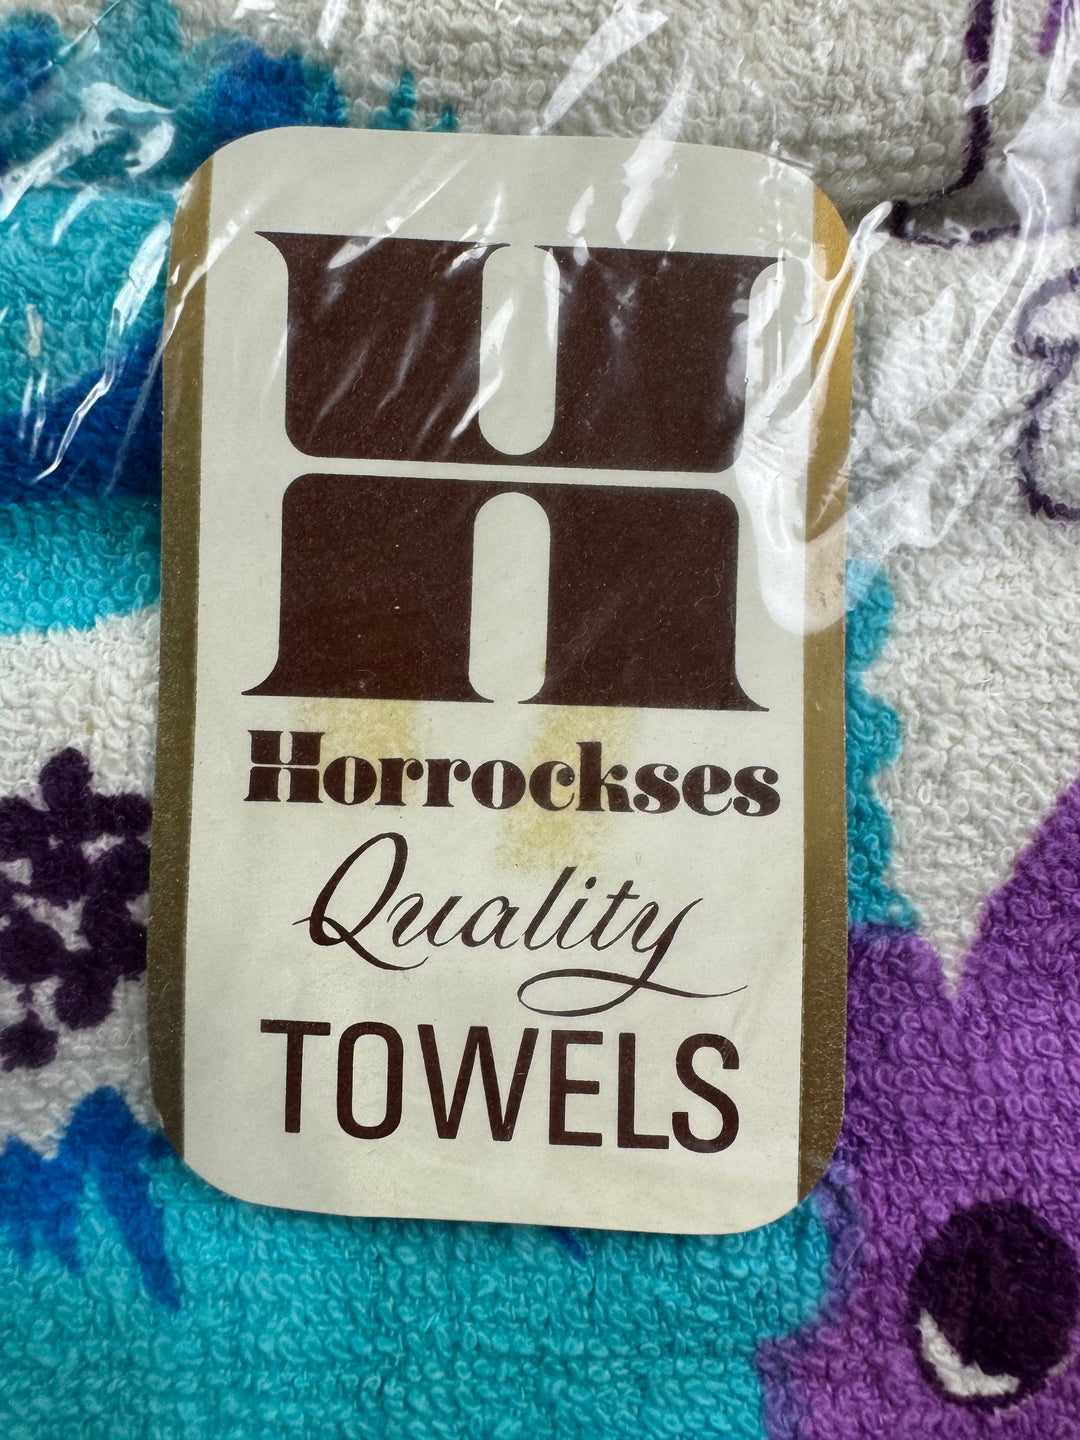 H
Horrockses
Quality
TOWELS